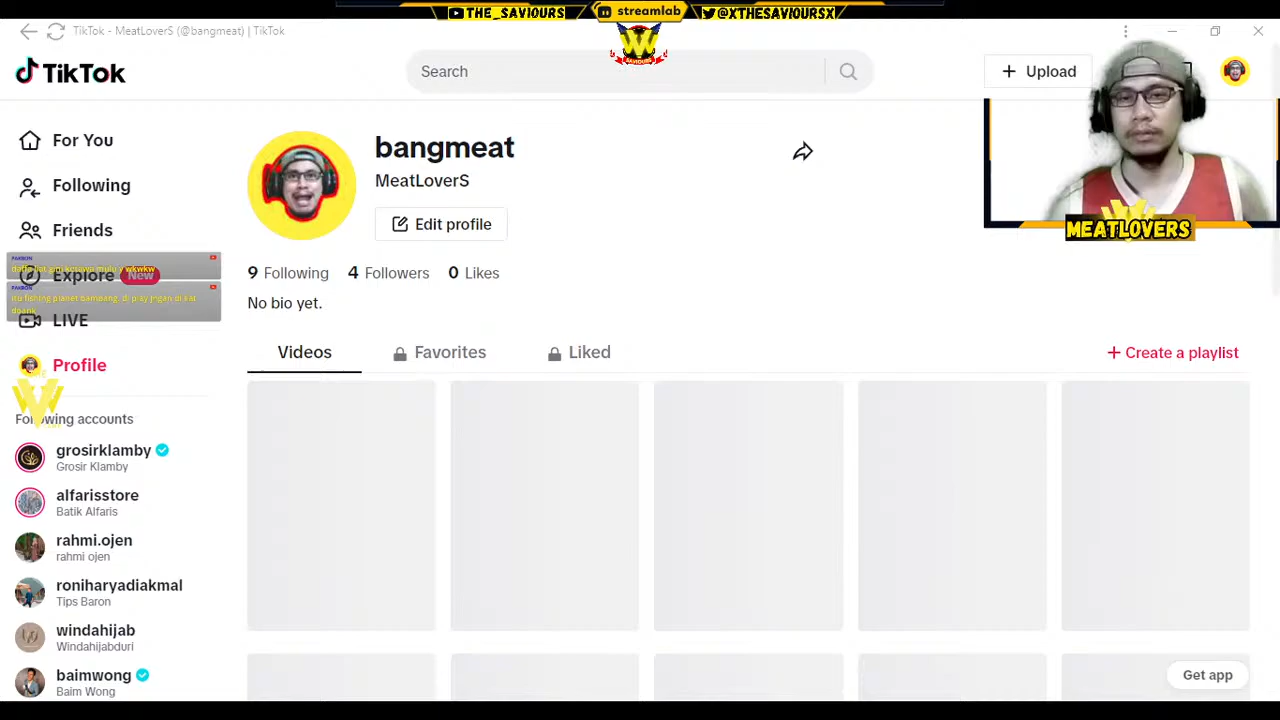 THE_SAVIOURS
streamlab
@XTHESAVIOURSX
TikTok - MeatLoverS (@bangmeat) | TikTok
TikTok
Search
Upload
For You
Following
Friends
Explore
New
LIVE
Profile
Following accounts
grosirklamby
Grosir Klamby
alfarisstore
Batik Alfaris
rahmi.ojen
rahmi ojen
roniharyadiakmal
Tips Baron
windahijab
Windahijabduri
baimwong
Baim Wong
bangmeat
MeatLoverS
Edit profile
9 Following 4 Followers 0 Likes
No bio yet.
Videos
Favorites
Liked
+ Create a playlist
MEATLOVERS
Get app